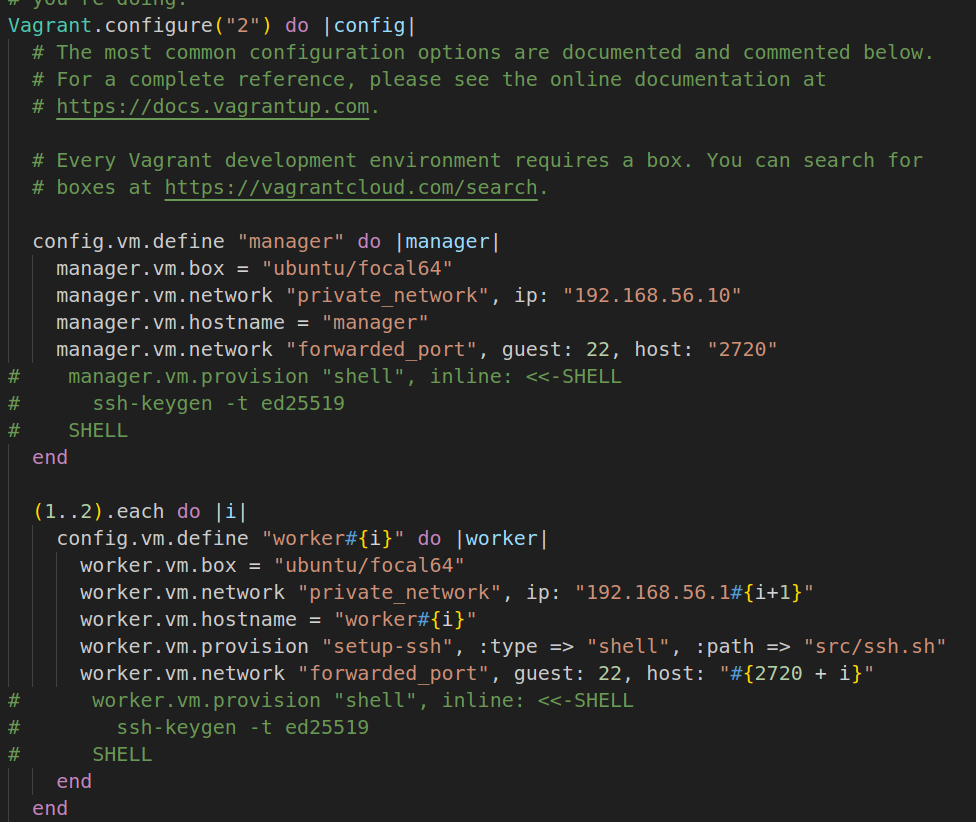 # you're doing.
Vagrant.configure("2") do |config|
  # The most common configuration options are documented and commented below.
  # For a complete reference, please see the online documentation at
  # https://docs.vagrantup.com.

  # Every Vagrant development environment requires a box. You can search for
  # boxes at https://vagrantcloud.com/search.

  config.vm.define "manager" do |manager|
    manager.vm.box = "ubuntu/focal64"
    manager.vm.network "private_network", ip: "192.168.56.10"
    manager.vm.hostname = "manager"
    manager.vm.network "forwarded_port", guest: 22, host: "2720"
#    manager.vm.provision "shell", inline: <<-SHELL
#      ssh-keygen -t ed25519
#    SHELL
  end

  (1..2).each do |i|
    config.vm.define "worker#{i}" do |worker|
      worker.vm.box = "ubuntu/focal64"
      worker.vm.network "private_network", ip: "192.168.56.1#{i+1}"
      worker.vm.hostname = "worker#{i}"
      worker.vm.provision "setup-ssh", :type => "shell", :path => "src/ssh.sh"
      worker.vm.network "forwarded_port", guest: 22, host: "#{2720 + i}"
#      worker.vm.provision "shell", inline: <<-SHELL
#        ssh-keygen -t ed25519
#      SHELL
    end
  end